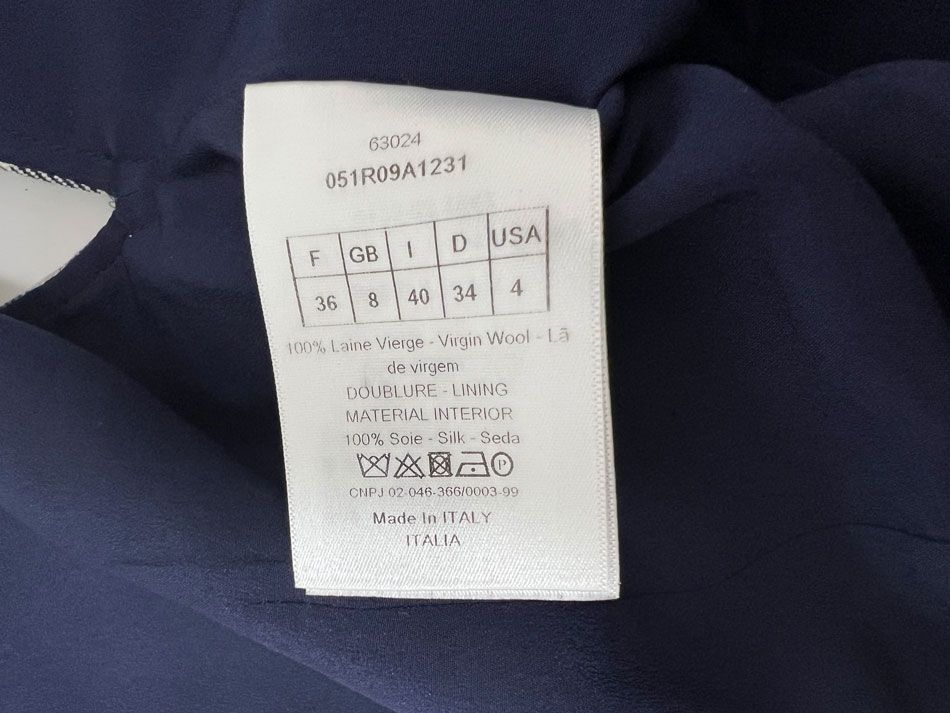 63024
051R09A1231
F GB I D USA
36 8 40 34 4
100% Laine Vierge - Virgin Wool - Lã
de virgem
DOUBLURE - LINING
MATERIAL INTERIOR
100% Soie - Silk - Seda
P
CNPJ 02-046-366/0003-99
Made In ITALY
ITALIA